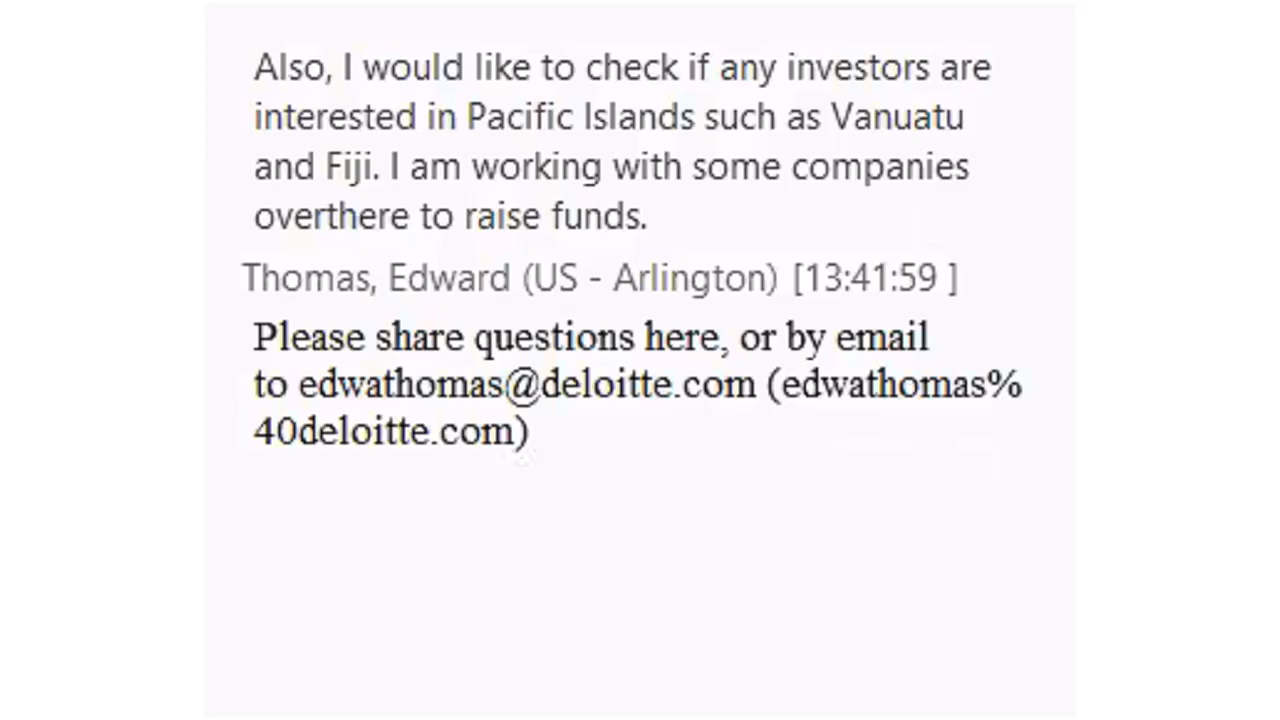 Also, I would like to check if any investors are
interested in Pacific Islands such as Vanuatu
and Fiji. I am working with some companies
overthere to raise funds.
Thomas, Edward (US - Arlington) [13:41:59 ]
Please share questions here, or by email
to edwathomas@deloitte.com (edwathomas%
40deloitte.com)